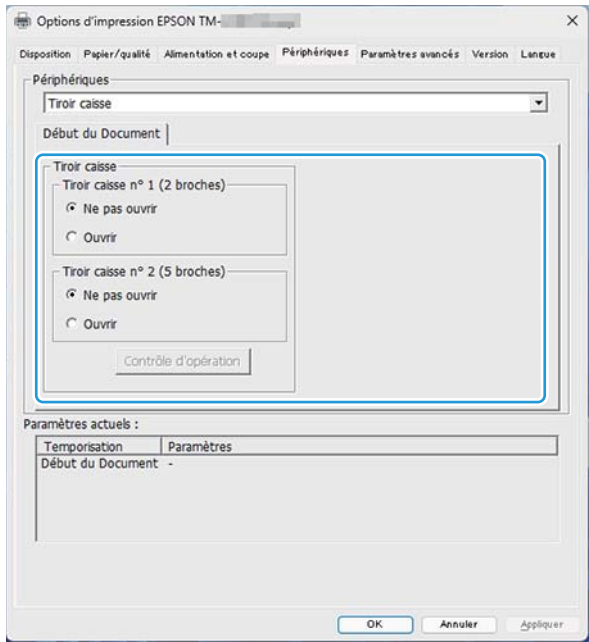 Options d'impression EPSON TM-
Disposition Papier/qualité Alimentation et coupe Périphériques Paramètres avancés Version Langue
Périphériques
Tiroir caisse
Début du Document
Tiroir caisse
Tiroir caisse n° 1 (2 broches)
Ne pas ouvrir
Ouvrir
Tiroir caisse n° 2 (5 broches)
Ne pas ouvrir
Ouvrir
Contrôle d'opération
Paramètres actuels :
Temporisation Paramètres
Début du Document -
OK Annuler Appliquer